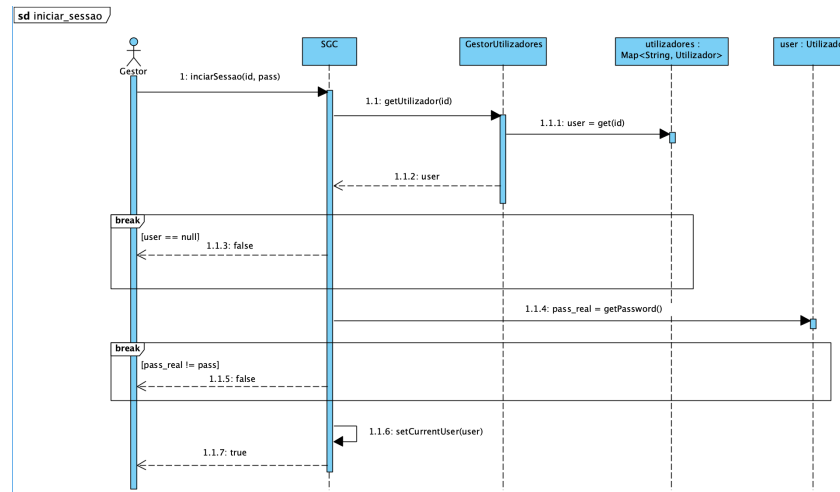 sd iniciar_sessao
SGC
GestorUtilizadores
utilizadores :
Map<String, Utilizador>
user : Utilizado
Gestor
1: inciarSessao(id, pass)
1.1: getUtilizador(id)
1.1.1: user = get(id)
1.1.2: user
break
[user == null]
1.1.3: false
1.1.4: pass_real = getPassword()
break
[pass_real != pass]
1.1.5: false
1.1.6: setCurrentUser(user)
1.1.7: true